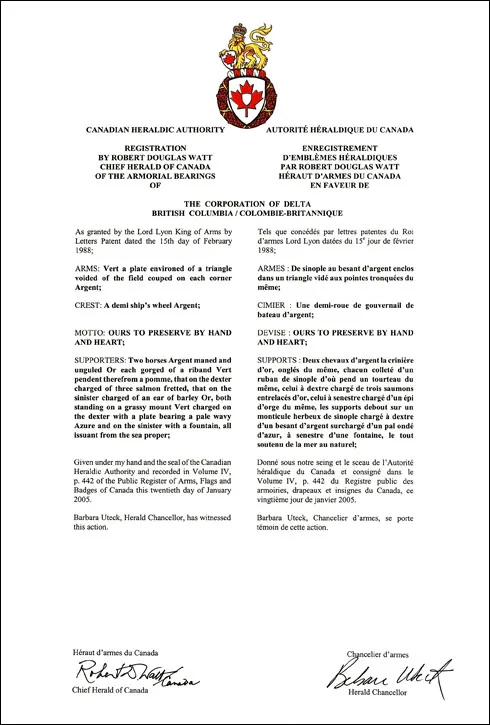 CANADIAN HERALDIC AUTHORITY
REGISTRATION
BY ROBERT DOUGLAS WATT
CHIEF HERALD OF CANADA
OF THE ARMORIAL BEARINGS
OF
AUTORITÉ HÉRALDIQUE DU CANADA
ENREGISTREMENT
D'EMBLÈMES HÉRALDIQUES
PAR ROBERT DOUGLAS WATT
HÉRAUT D'ARMES DU CANADA
EN FAVEUR DE
THE CORPORATION OF DELTA
BRITISH COLUMBIA / COLOMBIE-BRITANNIQUE
As granted by the Lord Lyon King of Arms by
Letters Patent dated the 15th day of February
1988;
ARMS: Vert a plate environed of a triangle
voided of the field couped on each corner
Argent;
CREST: A demi ship's wheel Argent;
MOTTO: OURS TO PRESERVE BY HAND
AND HEART;
SUPPORTERS: Two horses Argent maned and
unguled Or each gorged of a riband Vert
pendent therefrom a pomme, that on the dexter
charged of three salmon fretted, that on the
sinister charged of an ear of barley Or, both
standing on a grassy mount Vert charged on
the dexter with a plate bearing a pale wavy
Azure and on the sinister with a fountain, all
issuant from the sea proper;
Given under my hand and the seal of the Canadian
Heraldic Authority and recorded in Volume IV,
p. 442 of the Public Register of Arms, Flags and
Badges of Canada this twentieth day of January
2005.
Barbara Uteck, Herald Chancellor, has witnessed
this action.
Tels que concédés par lettres patentes du Roi
d'armes Lord Lyon datées du 15e jour de février
1988;
ARMES : De sinople au besant d'argent enclos
dans un triangle vidé aux pointes tronquées du
même;
CIMIER : Une demi-roue de gouvernail de
bateau d'argent;
DEVISE : OURS TO PRESERVE BY HAND
AND HEART;
SUPPORTS : Deux chevaux d'argent la crinière
d'or, onglés du même, chacun colleté d'un
ruban de sinople d'où pend un tourteau du
même, celui à dextre chargé de trois saumons
entrelacés d'or, celui à senestre chargé d'un épi
d'orge du même, les supports debout sur un
monticule herbeux de sinople chargé à dextre
d'un besant d'argent surchargé d'un pal ondé
d'azur, à senestre d'une fontaine, le tout
soutenu de la mer au naturel;
Donné sous notre seing et le sceau de l'Autorité
héraldique du Canada et consigné dans le
Volume IV, p. 442 du Registre public des
armoiries, drapeaux et insignes du Canada, ce
vingtième jour de janvier 2005.
Barbara Uteck, Chancelier d'armes, se porte
témoin de cette action.
Héraut d'armes du Canada
Robert D Watt
Canada
Chief Herald of Canada
Chancelier d'armes
Barbara Uteck
Herald Chancellor